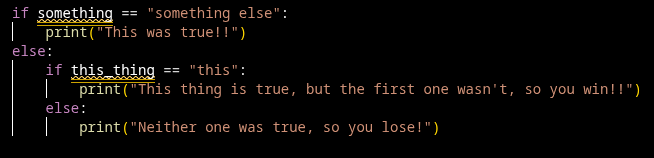 if something == "something else":
    print("This was true!!")
else:
    if this_thing == "this":
        print("This thing is true, but the first one wasn't, so you win!!")
    else:
        print("Neither one was true, so you lose!")